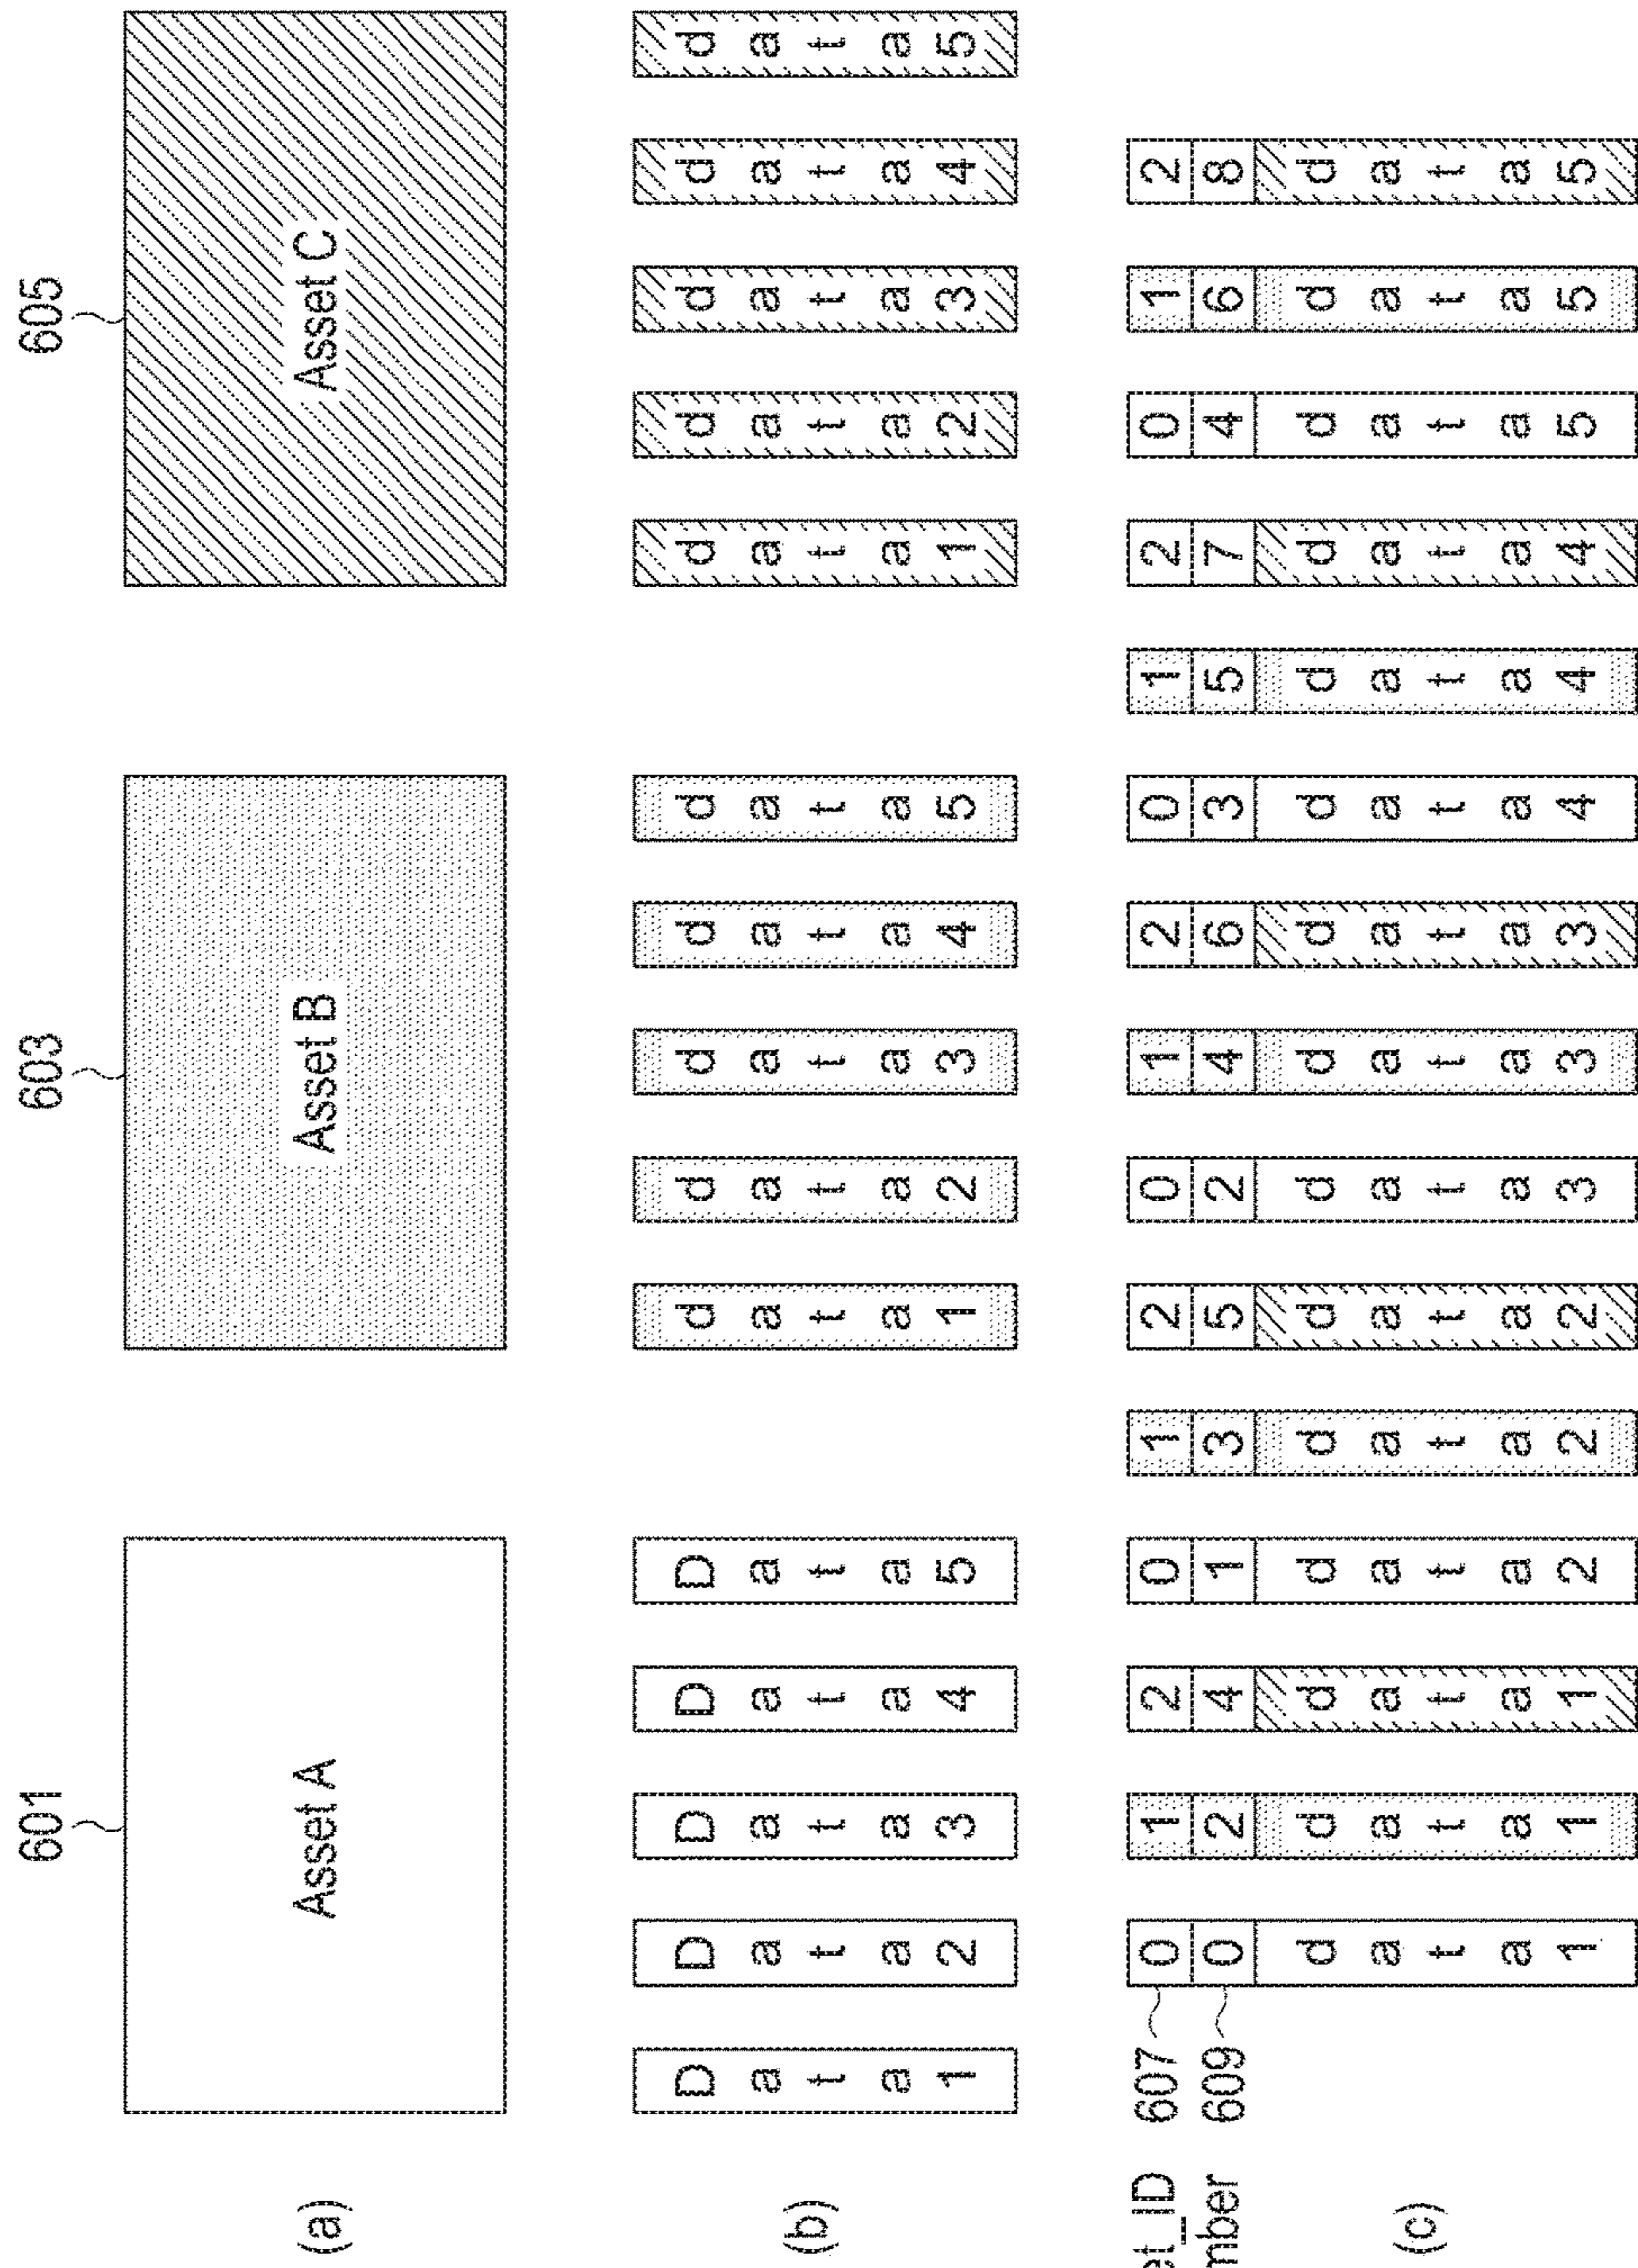 601 603 605
(a) Asset A Asset B Asset C
(b) Data1 Data2 Data3 Data4 Data5 data1 data2 data3 data4 data5 data1 data2 data3 data4 data5
et_ID 607 0 1 2 0 1 2 0 1 2 0 1 2 0 1 2
mber 609 0 2 4 1 3 5 2 4 6 3 5 7 4 6 8
(c) data1 data1 data1 data2 data2 data2 data3 data3 data3 data4 data4 data4 data5 data5 data5